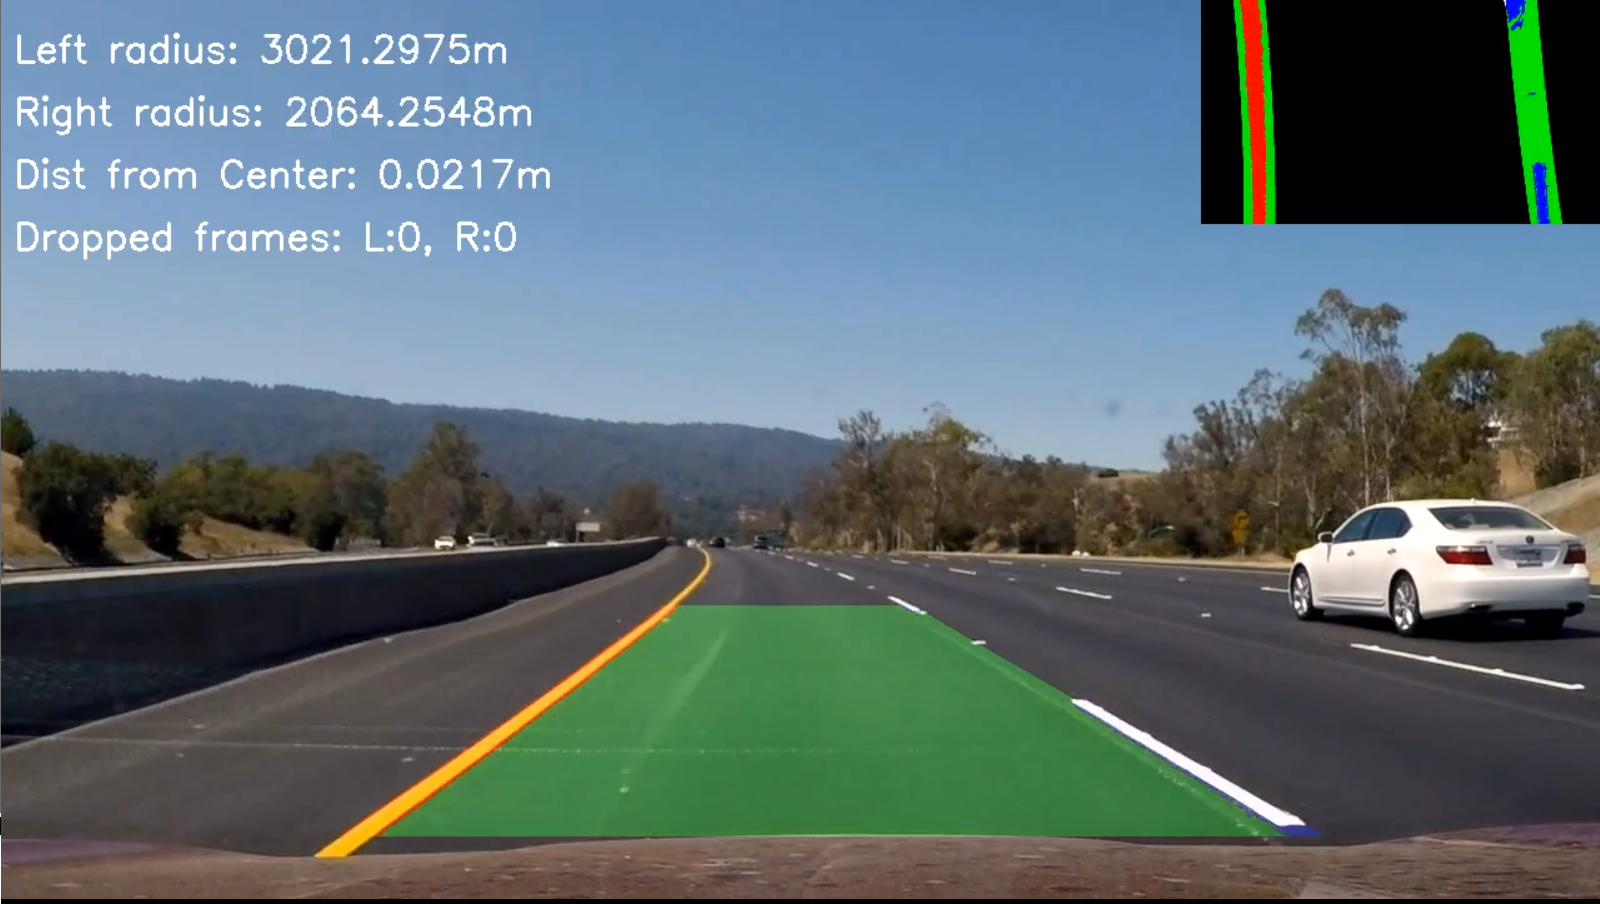 Left radius: 3021.2975m
Right radius: 2064.2548m
Dist from Center: 0.0217m
Dropped frames: L:0, R:0